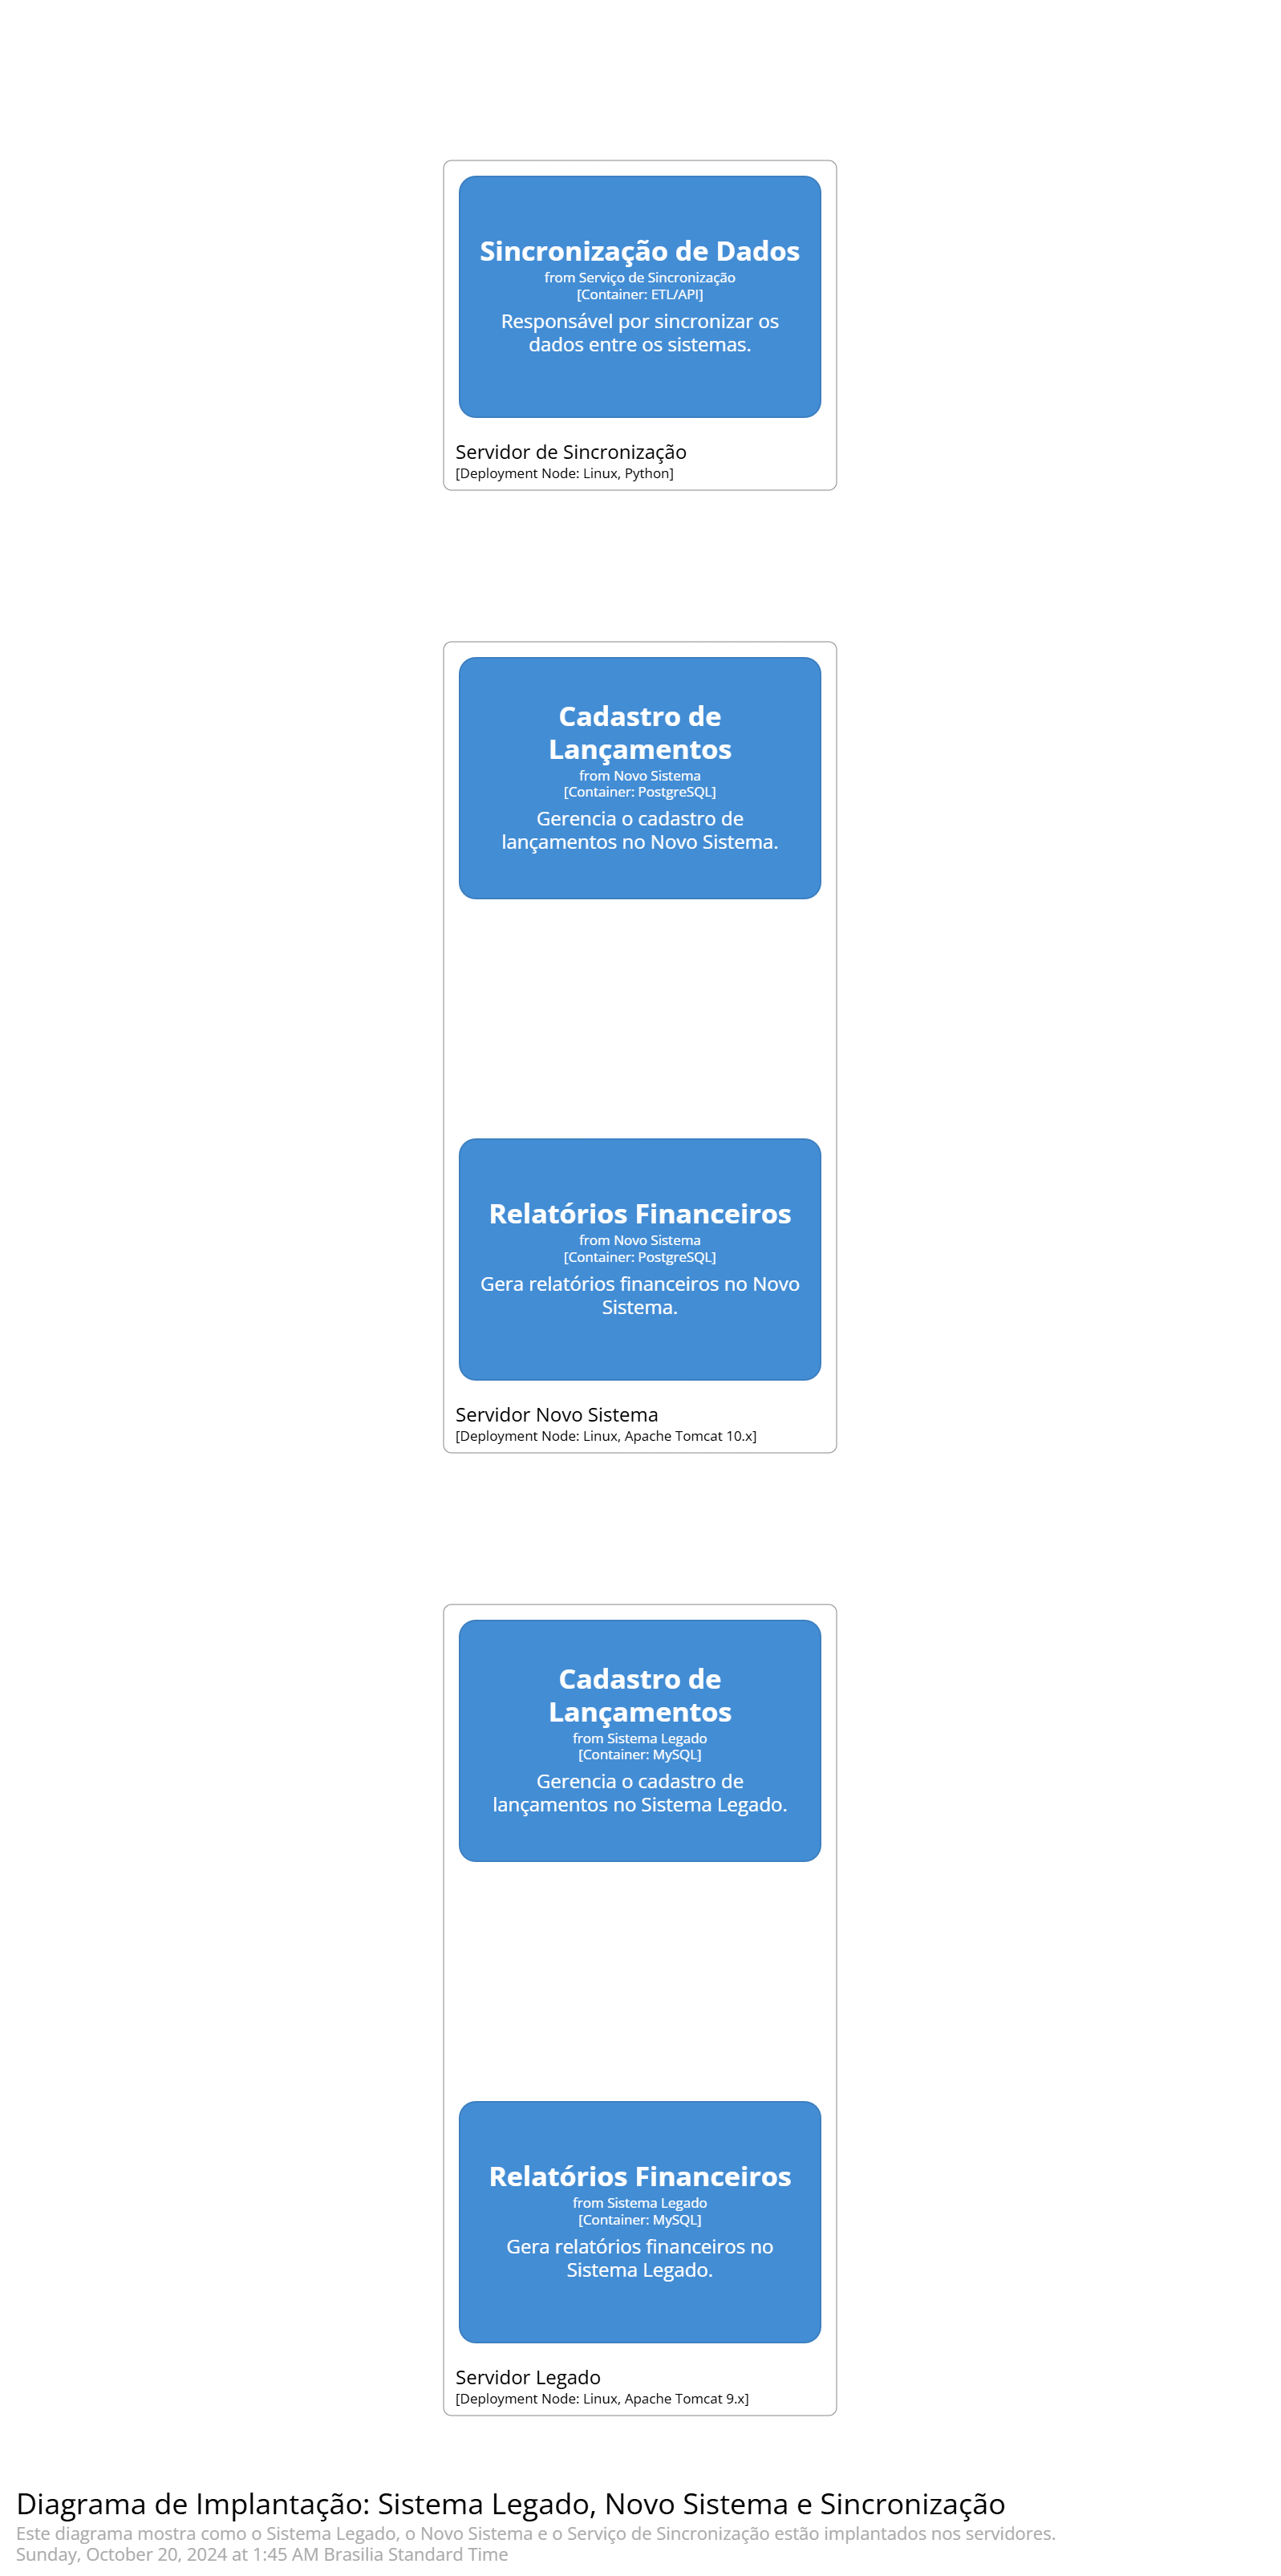 Sincronização de Dados
from Serviço de Sincronização
[Container: ETL/API]
Responsável por sincronizar os
dados entre os sistemas.
Servidor de Sincronização
[Deployment Node: Linux, Python]
Cadastro de
Lançamentos
from Novo Sistema
[Container: PostgreSQL]
Gerencia o cadastro de
lançamentos no Novo Sistema.
Relatórios Financeiros
from Novo Sistema
[Container: PostgreSQL]
Gera relatórios financeiros no Novo
Sistema.
Servidor Novo Sistema
[Deployment Node: Linux, Apache Tomcat 10.x]
Cadastro de
Lançamentos
from Sistema Legado
[Container: MySQL]
Gerencia o cadastro de
lançamentos no Sistema Legado.
Relatórios Financeiros
from Sistema Legado
[Container: MySQL]
Gera relatórios financeiros no
Sistema Legado.
Servidor Legado
[Deployment Node: Linux, Apache Tomcat 9.x]
Diagrama de Implantação: Sistema Legado, Novo Sistema e Sincronização
Este diagrama mostra como o Sistema Legado, o Novo Sistema e o Serviço de Sincronização estão implantados nos servidores.
Sunday, October 20, 2024 at 1:45 AM Brasilia Standard Time